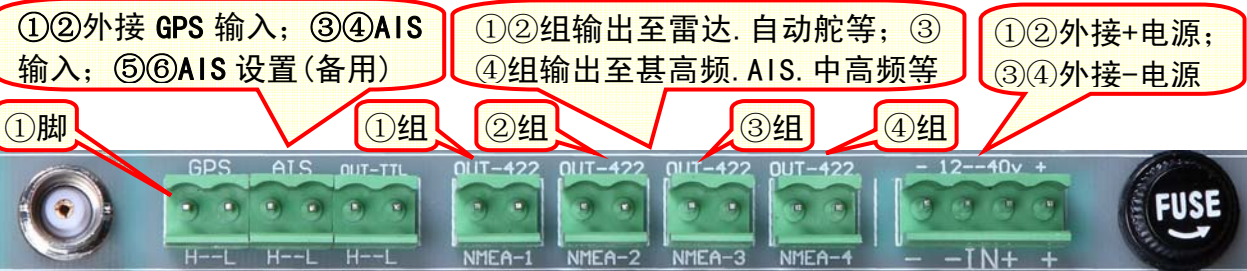 ①②外接 GPS 输入；③④AIS
输入；⑤⑥AIS 设置(备用)
①②组输出至雷达.自动舵等；③
④组输出至甚高频.AIS.中高频等
①②外接+电源；
③④外接-电源
①脚
①组
②组
③组
④组
GPS AIS OUT-TTL OUT-422 OUT-422 OUT-422 OUT-422 - 12--40v +
FUSE
H--L H--L H--L NMEA-1 NMEA-2 NMEA-3 NMEA-4 - -IN+ +